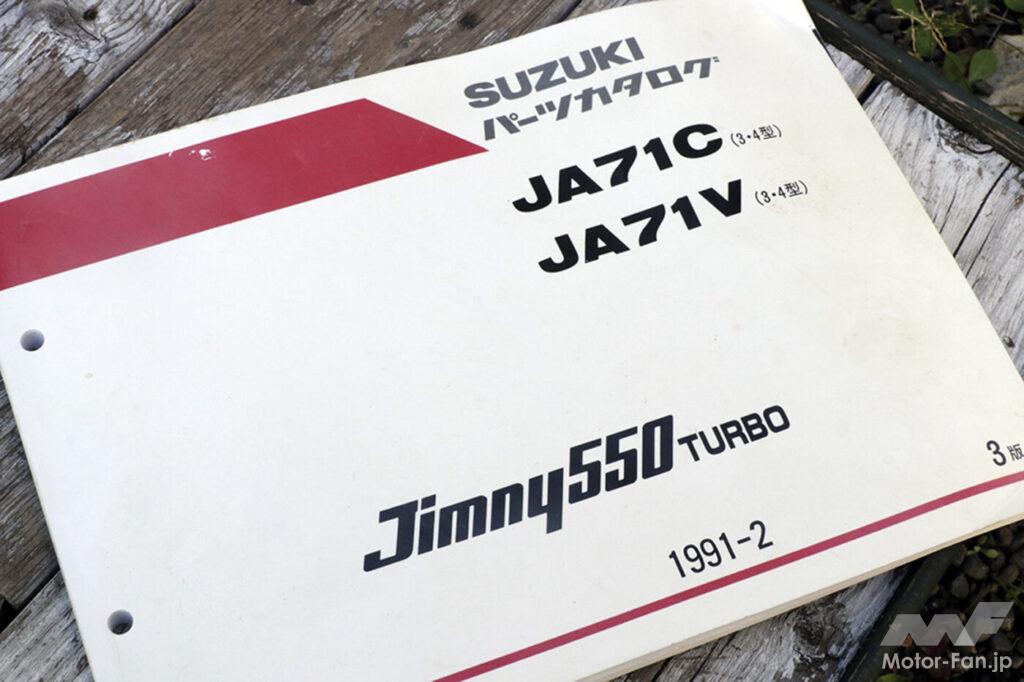 SUZUKI
パーツカタログ
JA71C (3・4型)
JA71V (3・4型)
Jimny550 TURBO
3版
1991-2
MF
Motor-Fan.jp